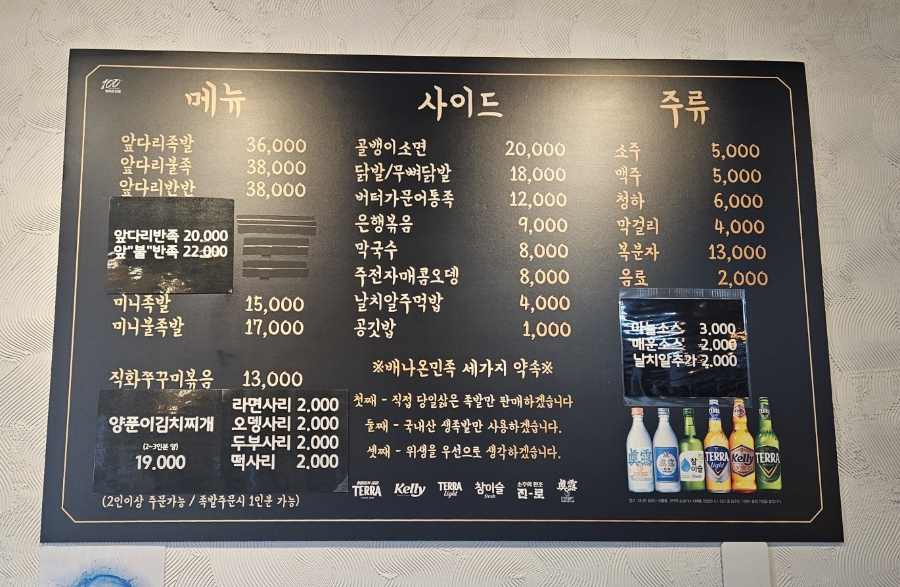 100
메뉴
앞다리족발 36,000
앞다리불족 38,000
앞다리반반 38,000
앞다리반족 20,000
앞"불"반족 22,000
미니족발 15,000
미니불족발 17,000
직화쭈꾸미볶음 13,000
양푼이김치찌개
(2~3인분 양)
19,000
라면사리 2,000
오뎅사리 2,000
두부사리 2,000
떡사리 2,000
(2인이상 주문가능 / 족발주문시 1인분 가능)
사이드
골뱅이소면 20,000
닭발/무뼈닭발 18,000
버터가문어통족 12,000
은행볶음 9,000
막국수 8,000
주전자매콤오뎅 8,000
날치알주먹밥 4,000
공깃밥 1,000
※배나온민족 세가지 약속※
첫째 - 직접 당일삶은 족발만 판매하겠습니다
둘째 - 국내산 생족발만 사용하겠습니다.
셋째 - 위생을 우선으로 생각하겠습니다.
TERRA Kelly TERRA Light 참이슬 fresh 소주의 원조 진-로
주류
소주 5,000
맥주 5,000
청하 6,000
막걸리 4,000
복분자 13,000
음료 2,000
마늘소스 3,000
매운소스 2,000
날치알추가 2,000
참이슬 TERRA Light Kelly TERRA